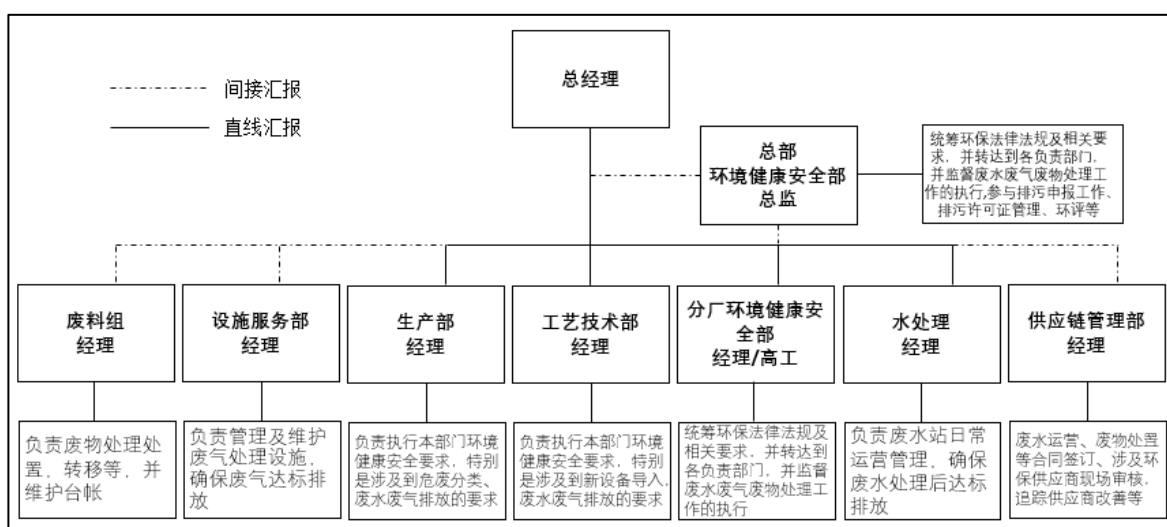 总经理
间接汇报
直线汇报
总部
环境健康安全部
总监
统筹环保法律法规及相关要
求，并转达到各负责部门，
并监督废水废气废物处理工
作的执行,参与排污申报工作、
排污许可证管理、环评等
废料组
经理
设施服务部
经理
生产部
经理
工艺技术部
经理
分厂环境健康安
全部
经理/高工
水处理
经理
供应链管理部
经理
负责废物处理处
置，转移等，并
维护台帐
负责管理及维护
废气处理设施，
确保废气达标排
放
负责执行本部门环境
健康安全要求，特别
是涉及到危废分类、
废水废气排放的要求
负责执行本部门环境
健康安全要求，特别
是涉及到新设备导入，
废水废气排放的要求
统筹环保法律法规及
相关要求，并转达到
各负责部门，并监督
废水废气废物处理工
作的执行
负责废水站日常
运营管理，确保
废水处理后达标
排放
废水运营、废物处置
等合同签订、涉及环
保供应商现场审核，
追踪供应商改善等